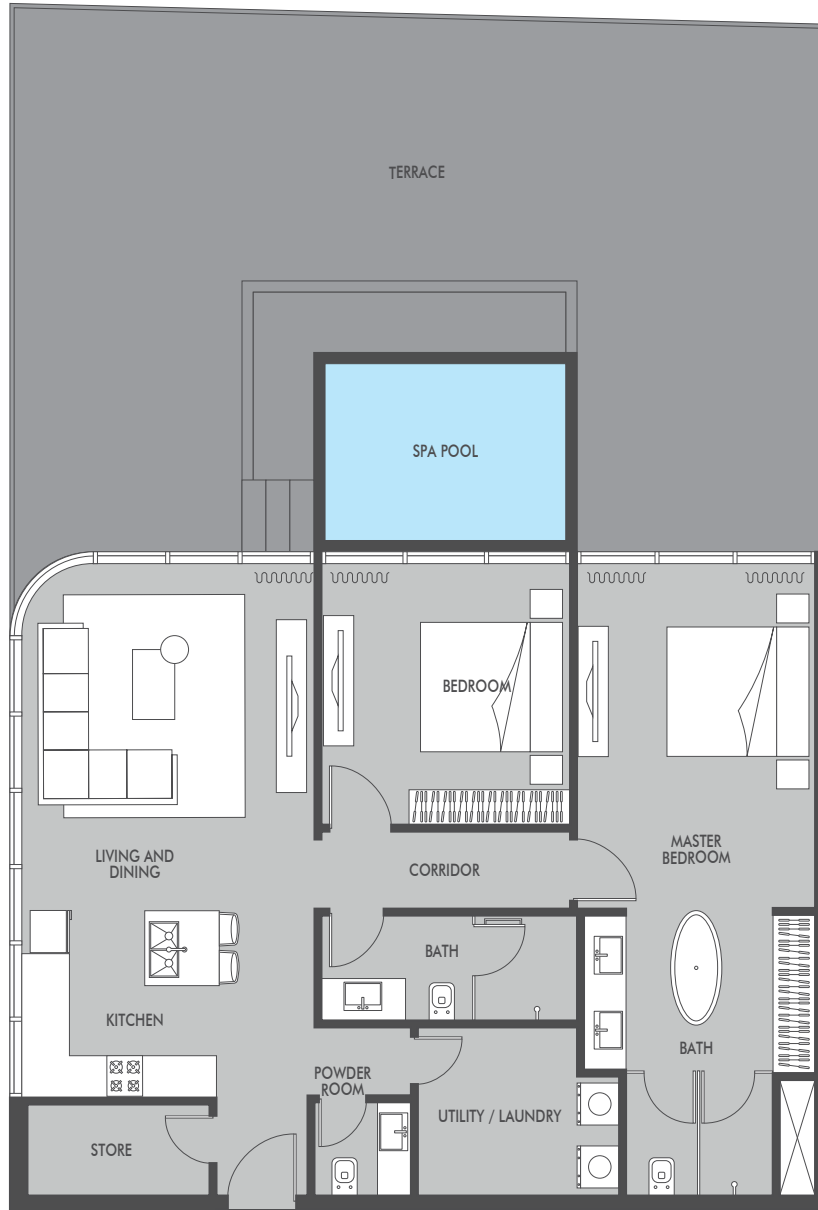 TERRACE
SPA POOL
BEDROOM
LIVING AND
DINING
CORRIDOR
MASTER
BEDROOM
BATH
KITCHEN
BATH
POWDER
ROOM
UTILITY / LAUNDRY
STORE